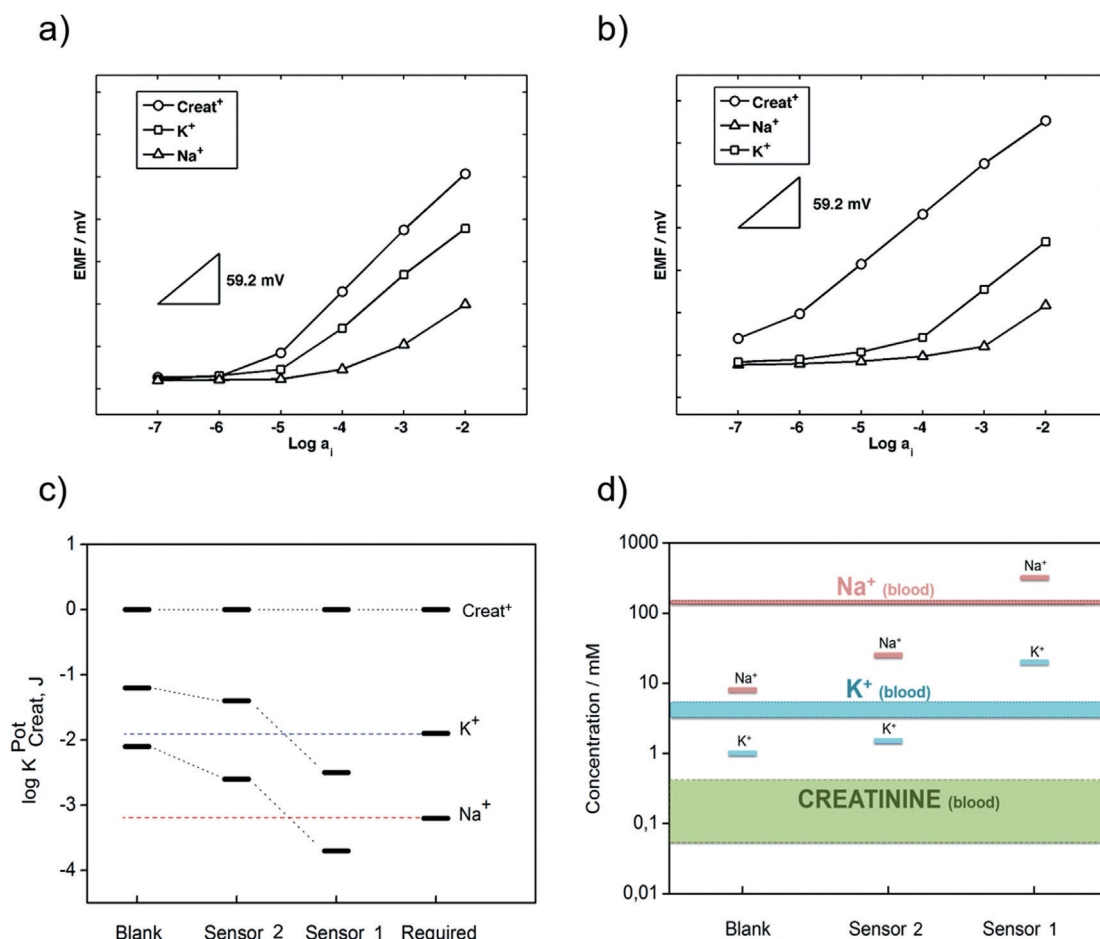 a)
Creat+
K+
Na+
59.2 mV
EMF / mV
-7 -6 -5 -4 -3 -2
Log ai
b)
Creat+
Na+
K+
59.2 mV
EMF / mV
-7 -6 -5 -4 -3 -2
Log ai
c)
1
0
-1
-2
-3
-4
log K Pot Creat, J
Creat+
K+
Na+
Blank Sensor 2 Sensor 1 Required
d)
1000
100
10
1
0,1
0,01
Concentration / mM
Na+
Na+ (blood)
Na+
K+
Na+
K+ (blood)
K+
K+
CREATININE (blood)
Blank Sensor 2 Sensor 1